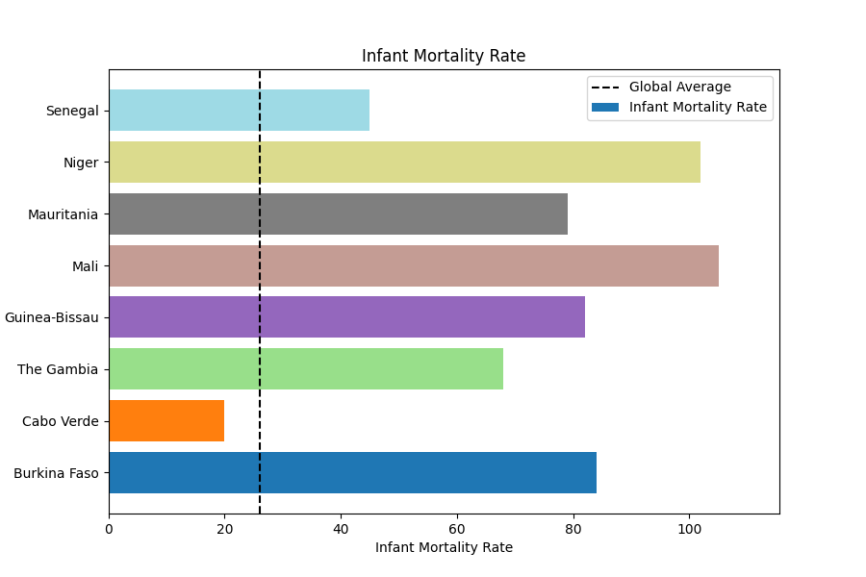 Infant Mortality Rate
Global Average
Infant Mortality Rate
Senegal
Niger
Mauritania
Mali
Guinea-Bissau
The Gambia
Cabo Verde
Burkina Faso
0 20 40 60 80 100
Infant Mortality Rate